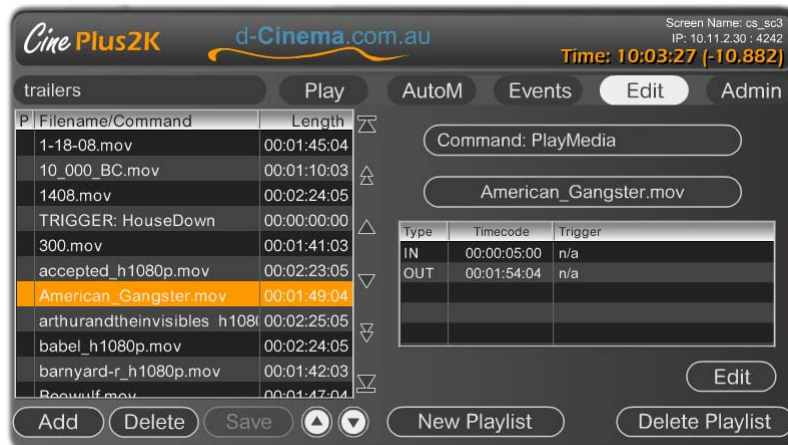 Cine Plus2K
d-Cinema.com.au
Screen Name: cs_sc3
IP: 10.11.2.30 : 4242
Time: 10:03:27 (-10.882)
trailers
Play
AutoM
Events
Edit
Admin
P Filename/Command Length
1-18-08.mov 00:01:45:04
10_000_BC.mov 00:01:10:03
1408.mov 00:02:24:05
TRIGGER: HouseDown 00:00:00:00
300.mov 00:01:41:03
accepted_h1080p.mov 00:02:23:05
American_Gangster.mov 00:01:49:04
arthurandtheinvisibles_h108( 00:02:25:05
babel_h1080p.mov 00:02:24:05
barnyard-r_h1080p.mov 00:01:42:03
Beowulf.mov 00:01:47:04
Command: PlayMedia
American_Gangster.mov
Type Timecode Trigger
IN 00:00:05:00 n/a
OUT 00:01:54:04 n/a
Edit
Add
Delete
Save
New Playlist
Delete Playlist